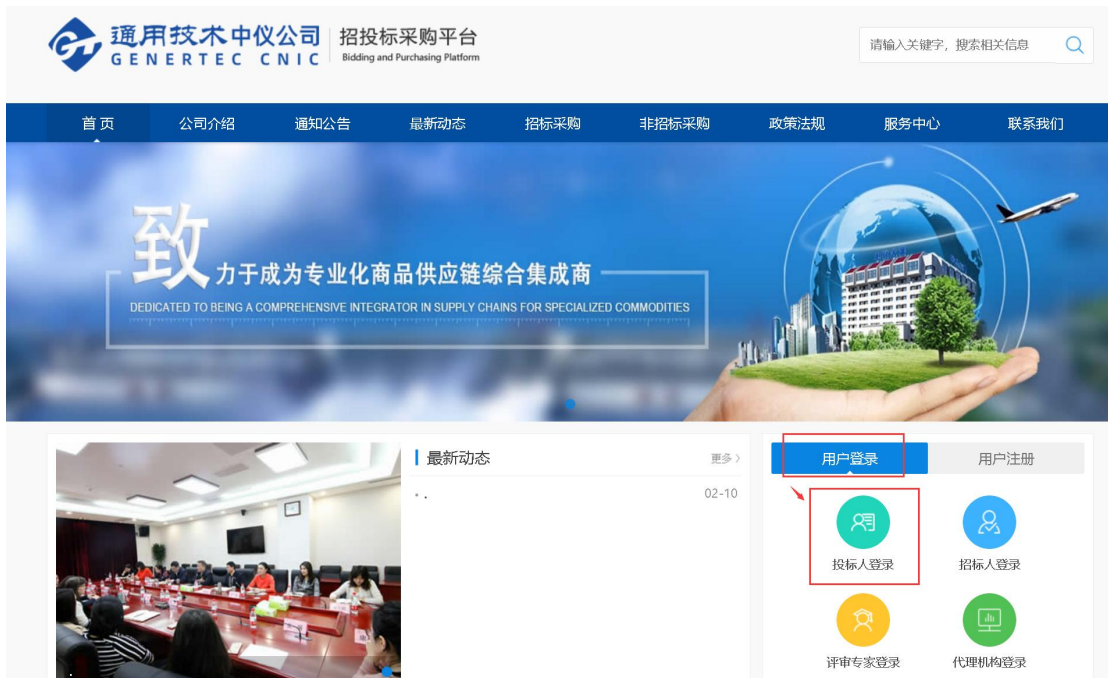 通用技术中仪公司
GENERTEC CNIC
招投标采购平台
Bidding and Purchasing Platform
请输入关键字，搜索相关信息
首页 公司介绍 通知公告 最新动态 招标采购 非招标采购 政策法规 服务中心 联系我们
致力于成为专业化商品供应链综合集成商
DEDICATED TO BEING A COMPREHENSIVE INTEGRATOR IN SUPPLY CHAINS FOR SPECIALIZED COMMODITIES
最新动态 更多 〉
. 02-10
用户登录 用户注册
投标人登录 招标人登录
评审专家登录 代理机构登录